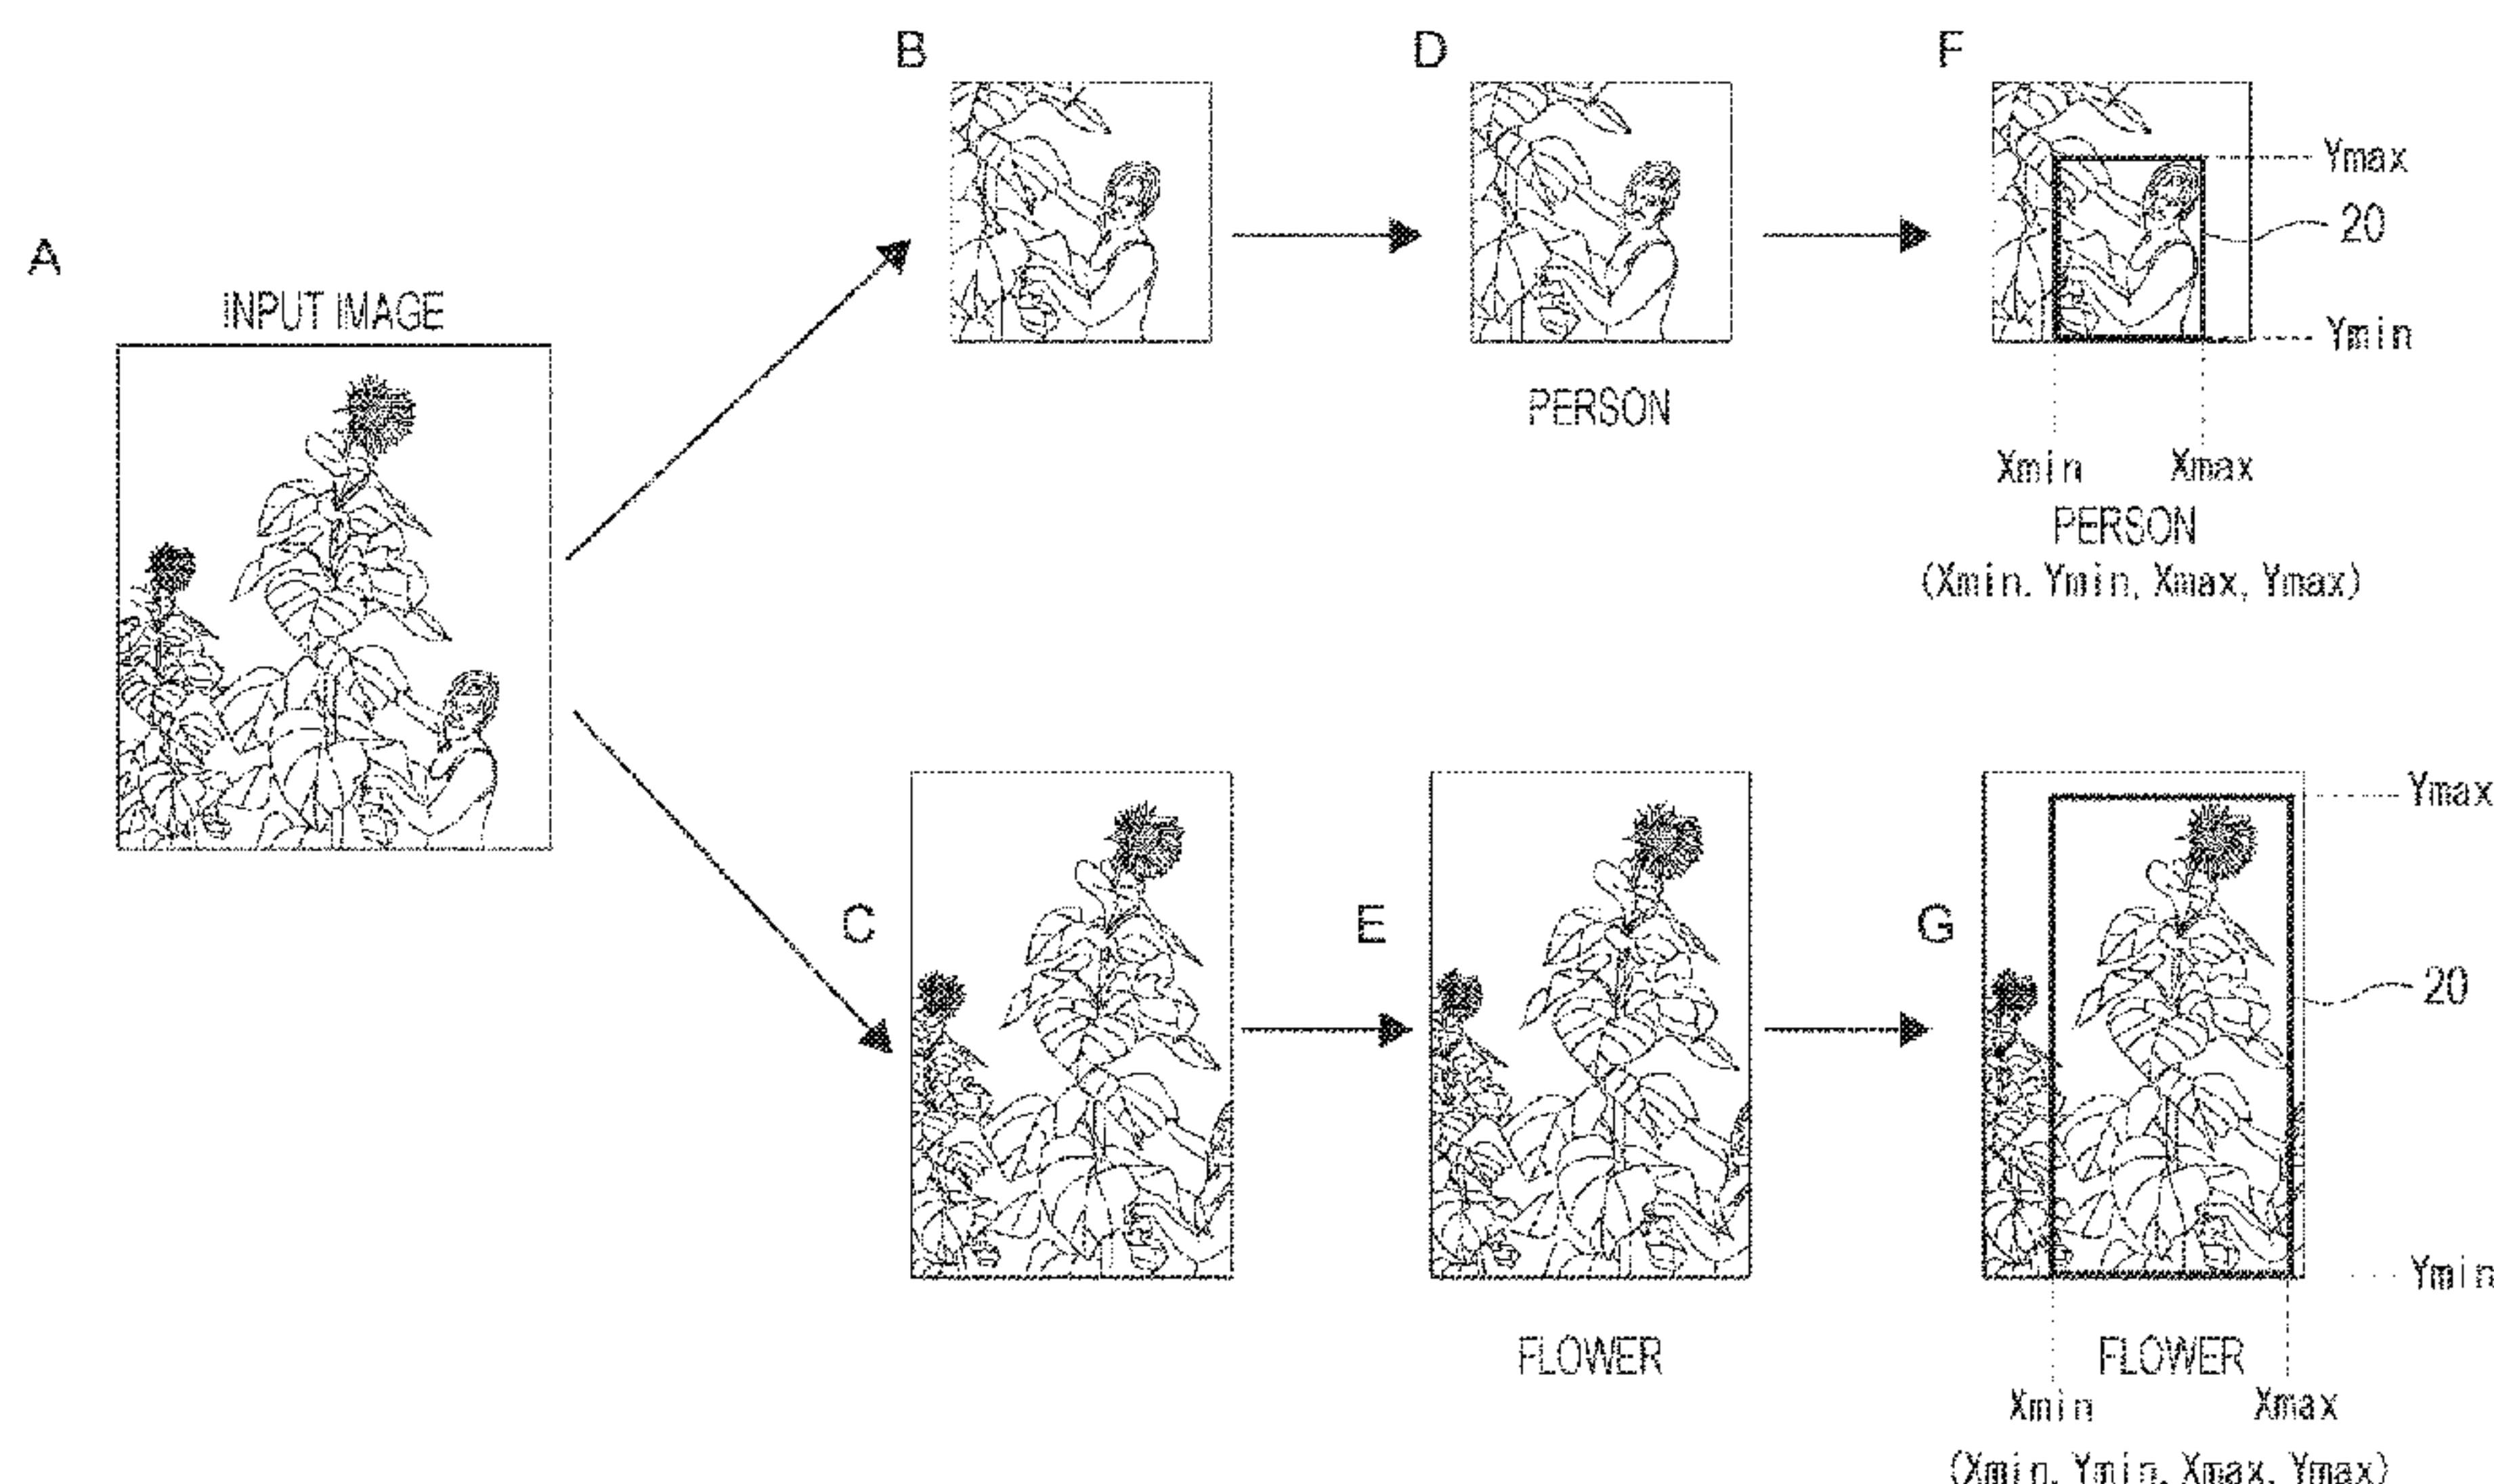 B
D
F
Ymax
20
Ymin
A
INPUT IMAGE
PERSON
Xmin Xmax
PERSON
(Xmin. Ymin, Xmax, Ymax)
Ymax
C
E
G
20
Ymin
FLOWER
FLOWER
Xmin Xmax
(Xmin, Ymin, Xmax, Ymax)